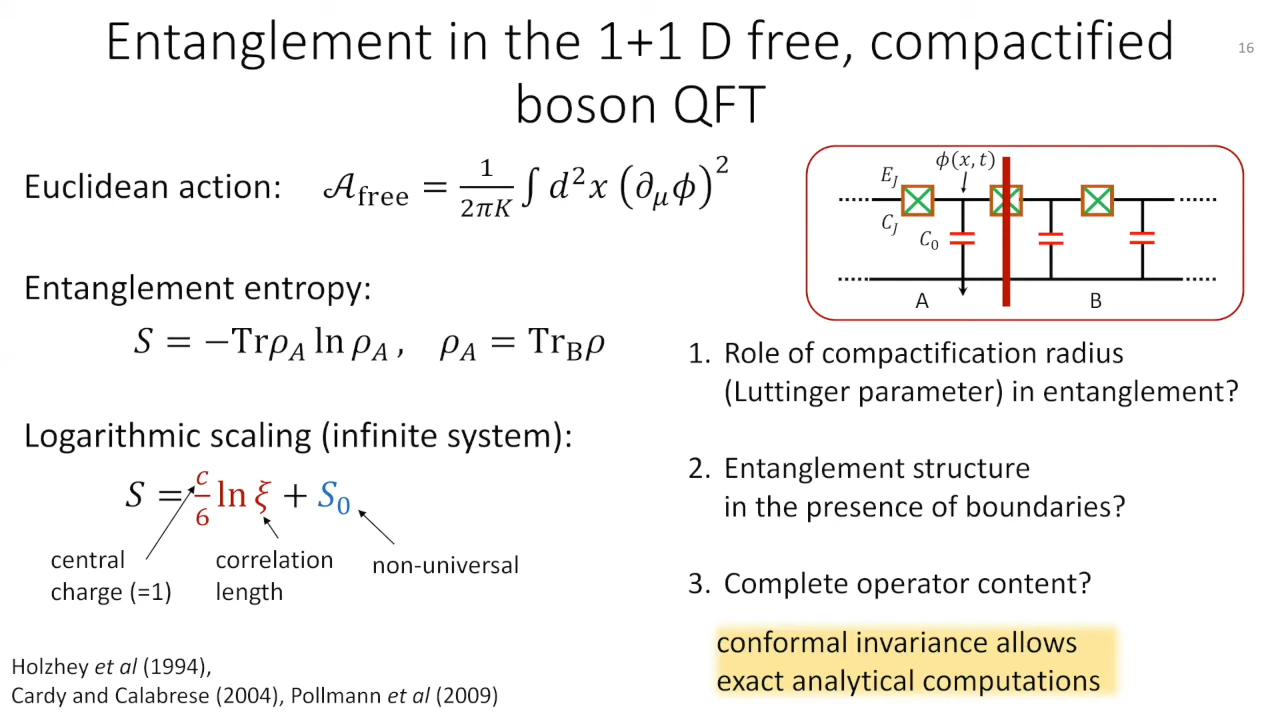 Entanglement in the 1+1 D free, compactified
boson QFT
16
Euclidean action: 𝒜_free = 1/(2πK) ∫ d²x (∂_μϕ)²
Entanglement entropy:
S = −Trρ_A ln ρ_A , ρ_A = Tr_B ρ
Logarithmic scaling (infinite system):
S = c/6 ln ξ + S₀
central
charge (=1)
correlation
length
non-universal
Holzhey et al (1994),
Cardy and Calabrese (2004), Pollmann et al (2009)
ϕ(x, t)
E_J
C_J
C₀
A
B
1. Role of compactification radius
(Luttinger parameter) in entanglement?
2. Entanglement structure
in the presence of boundaries?
3. Complete operator content?
conformal invariance allows
exact analytical computations